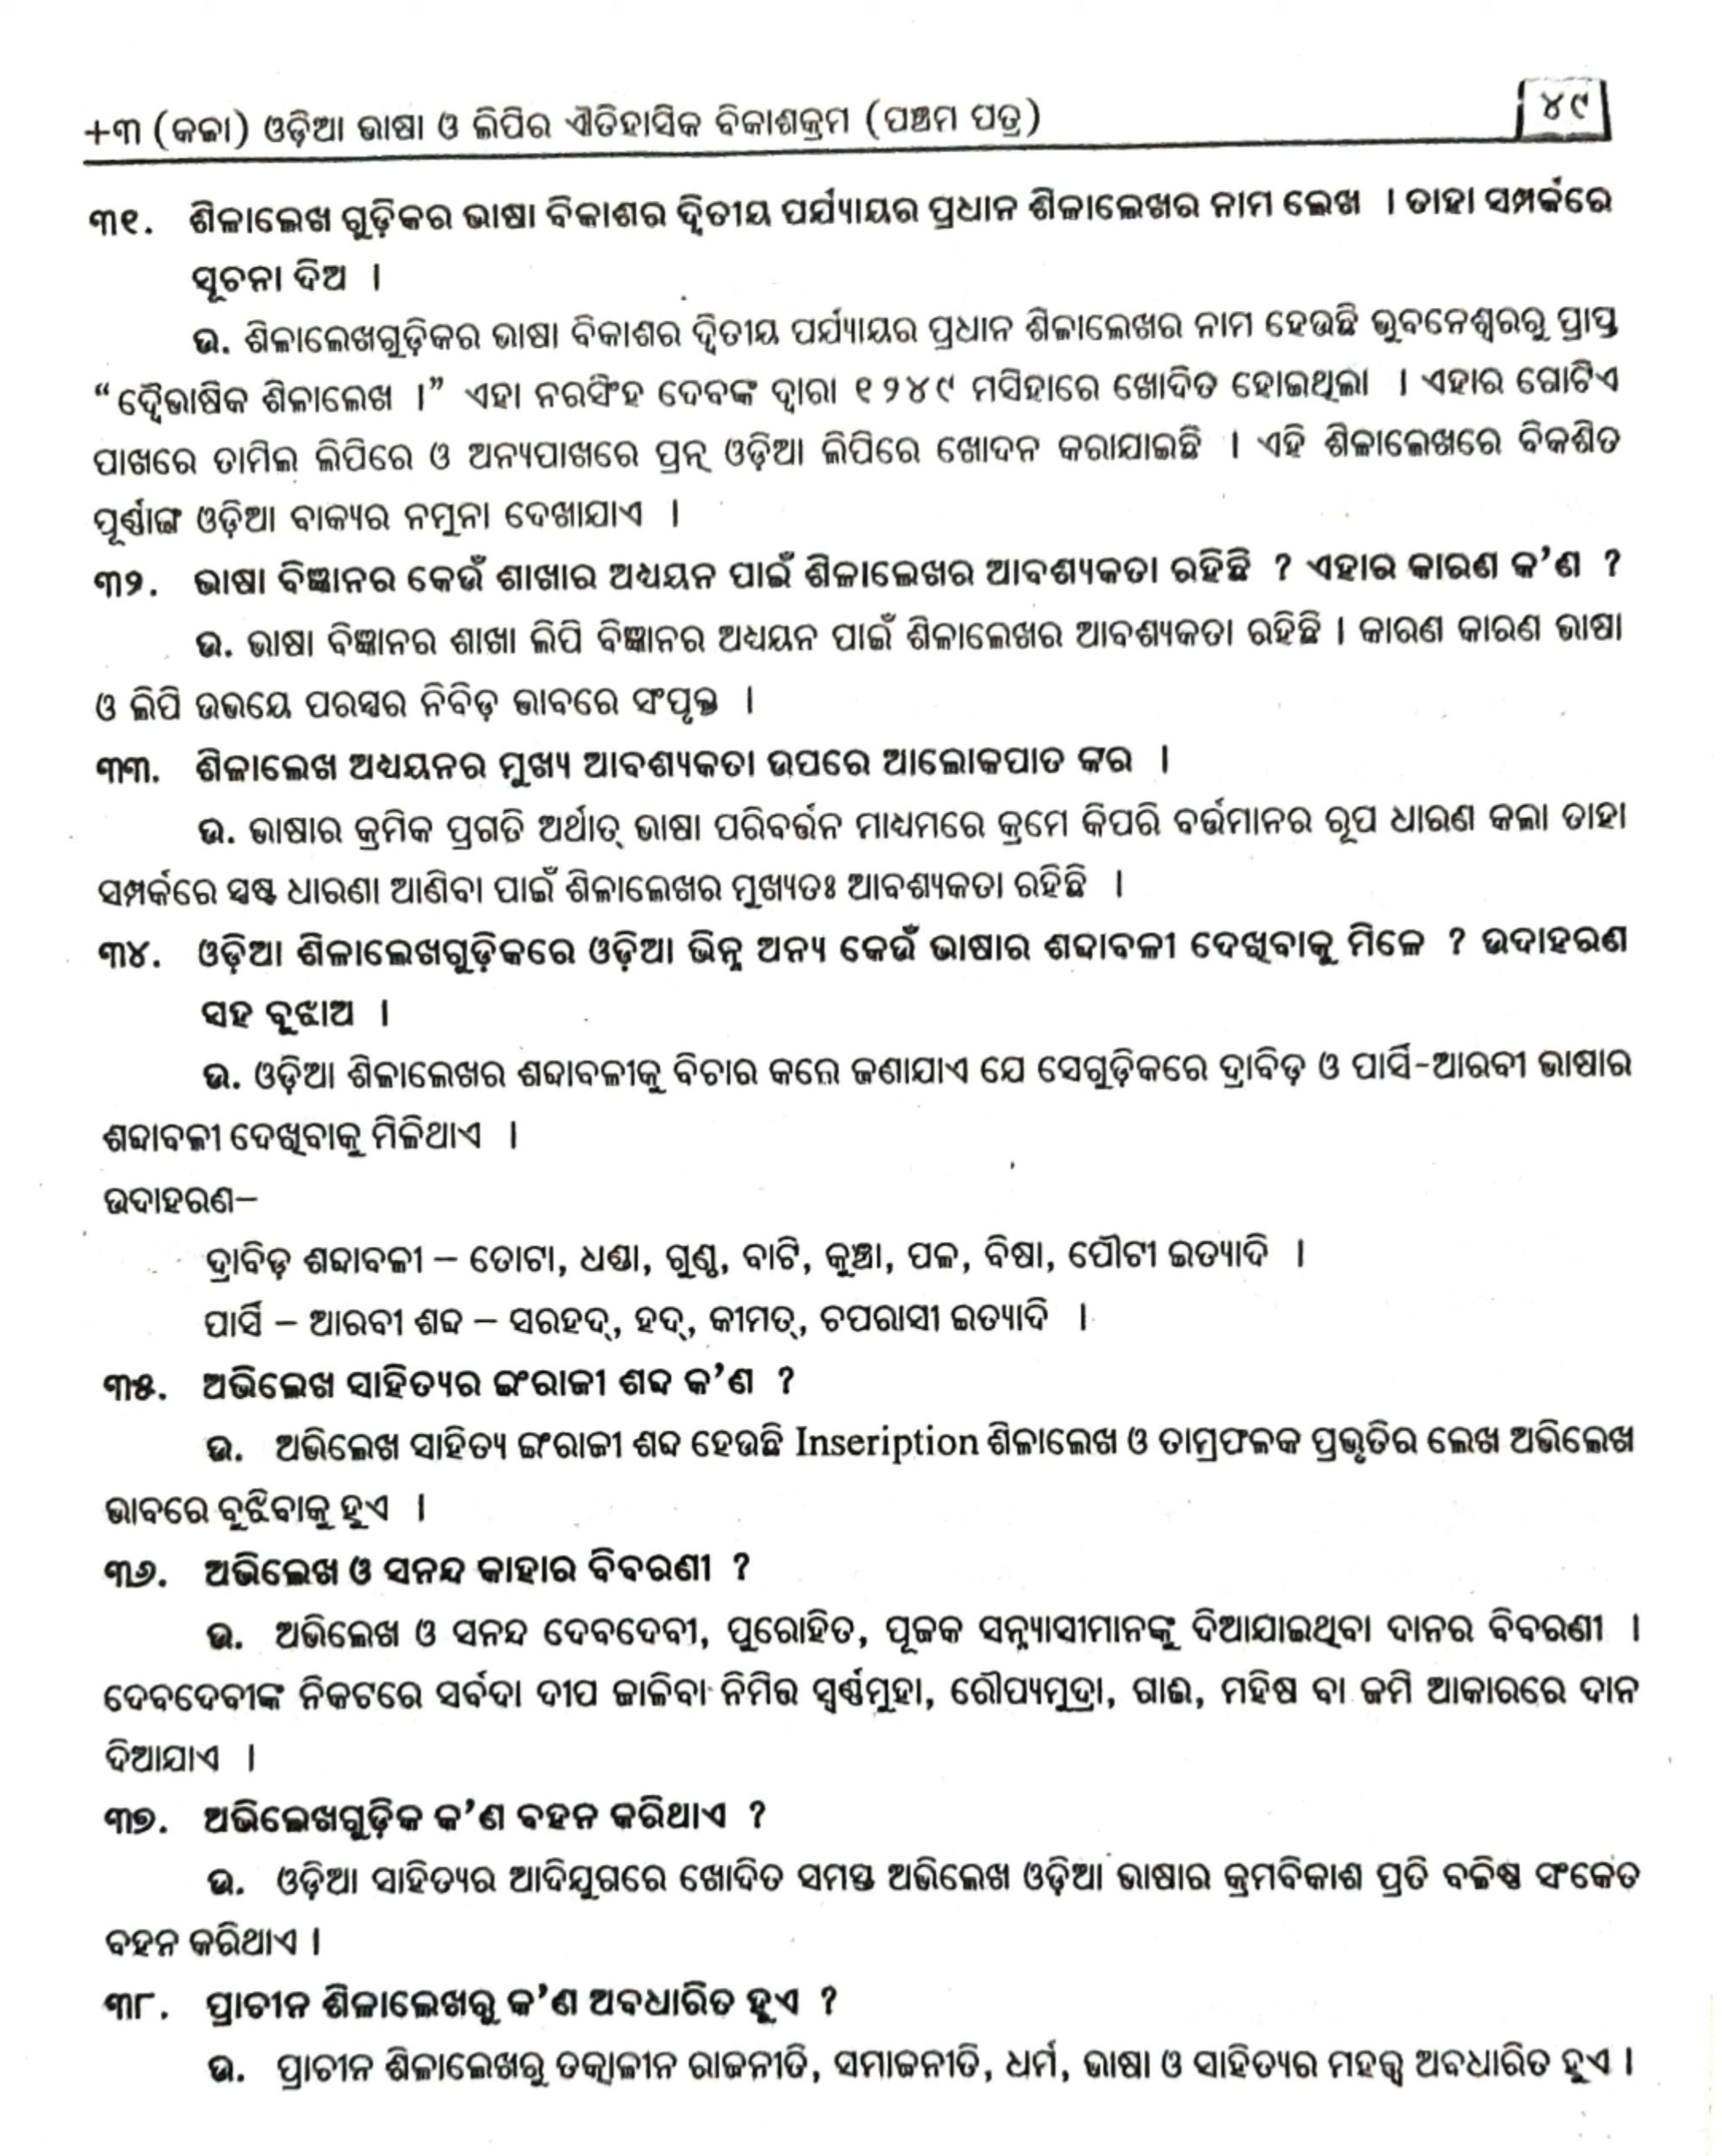 +୩ (କଳା) ଓଡ଼ିଆ ଭାଷା ଓ ଲିପିର ଐତିହାସିକ ବିକାଶକ୍ରମ (ପଞ୍ଚମ ପତ୍ର)
୪୯
୩୧. ଶିଳାଲେଖ ଗୁଡ଼ିକର ଭାଷା ବିକାଶର ଦ୍ୱିତୀୟ ପର୍ଯ୍ୟାୟର ପ୍ରଧାନ ଶିଳାଲେଖର ନାମ ଲେଖ । ତାହା ସମ୍ପର୍କରେ
ସୂଚନା ଦିଅ ।
ଉ. ଶିଳାଲେଖଗୁଡ଼ିକର ଭାଷା ବିକାଶର ଦ୍ୱିତୀୟ ପର୍ଯ୍ୟାୟର ପ୍ରଧାନ ଶିଳାଲେଖର ନାମ ହେଉଛି ଭୁବନେଶ୍ୱରରୁ ପ୍ରାପ୍ତ
“ଦ୍ୱୈଭାଷିକ ଶିଳାଲେଖ ।” ଏହା ନରସିଂହ ଦେବଙ୍କ ଦ୍ୱାରା ୧୨୪୯ ମସିହାରେ ଖୋଦିତ ହୋଇଥିଲା । ଏହାର ଗୋଟିଏ
ପାଖରେ ତାମିଲ ଲିପିରେ ଓ ଅନ୍ୟପାଖରେ ପ୍ରନ୍ ଓଡ଼ିଆ ଲିପିରେ ଖୋଦନ କରାଯାଇଛି । ଏହି ଶିଳାଲେଖରେ ବିକଶିତ
ପୂର୍ଣ୍ଣାଙ୍ଗ ଓଡ଼ିଆ ବାକ୍ୟର ନମୁନା ଦେଖାଯାଏ ।
୩୨. ଭାଷା ବିଜ୍ଞାନର କେଉଁ ଶାଖାର ଅଧ୍ୟୟନ ପାଇଁ ଶିଳାଲେଖର ଆବଶ୍ୟକତା ରହିଛି ? ଏହାର କାରଣ କ’ଣ ?
ଉ. ଭାଷା ବିଜ୍ଞାନର ଶାଖା ଲିପି ବିଜ୍ଞାନର ଅଧ୍ୟୟନ ପାଇଁ ଶିଳାଲେଖର ଆବଶ୍ୟକତା ରହିଛି । କାରଣ କାରଣ ଭାଷା
ଓ ଲିପି ଉଭୟେ ପରସ୍ପର ନିବିଡ଼ ଭାବରେ ସଂପୃକ୍ତ ।
୩୩. ଶିଳାଲେଖ ଅଧ୍ୟୟନର ମୁଖ୍ୟ ଆବଶ୍ୟକତା ଉପରେ ଆଲୋକପାତ କର ।
ଉ. ଭାଷାର କ୍ରମିକ ପ୍ରଗତି ଅର୍ଥାତ୍ ଭାଷା ପରିବର୍ତ୍ତନ ମାଧ୍ୟମରେ କ୍ରମେ କିପରି ବର୍ତ୍ତମାନର ରୂପ ଧାରଣ କଲା ତାହା
ସମ୍ପର୍କରେ ସ୍ପଷ୍ଟ ଧାରଣା ଆଣିବା ପାଇଁ ଶିଳାଲେଖର ମୁଖ୍ୟତଃ ଆବଶ୍ୟକତା ରହିଛି ।
୩୪. ଓଡ଼ିଆ ଶିଳାଲେଖଗୁଡ଼ିକରେ ଓଡ଼ିଆ ଭିନ୍ନ ଅନ୍ୟ କେଉଁ ଭାଷାର ଶବ୍ଦାବଳୀ ଦେଖିବାକୁ ମିଳେ ? ଉଦାହରଣ
ସହ ବୁଝାଅ ।
ଉ. ଓଡ଼ିଆ ଶିଳାଲେଖର ଶବ୍ଦାବଳୀକୁ ବିଚାର କଲେ ଜଣାଯାଏ ଯେ ସେଗୁଡ଼ିକରେ ଦ୍ରାବିଡ଼ ଓ ପାର୍ସି-ଆରବୀ ଭାଷାର
ଶବ୍ଦାବଳୀ ଦେଖିବାକୁ ମିଳିଥାଏ ।
ଉଦାହରଣ–
ଦ୍ରାବିଡ଼ ଶବ୍ଦାବଳୀ – ତୋଟା, ଧଣ୍ଡା, ଗୁଣ୍ଠ, ବାଟି, କୁଞ୍ଚା, ପଳ, ବିଷା, ପୌଟୀ ଇତ୍ୟାଦି ।
ପାର୍ସି – ଆରବୀ ଶବ୍ଦ – ସରହଦ୍, ହଦ୍, କୀମତ୍, ଚପରାସୀ ଇତ୍ୟାଦି ।
୩୫. ଅଭିଲେଖ ସାହିତ୍ୟର ଇଂରାଜୀ ଶବ୍ଦ କ’ଣ ?
ଉ. ଅଭିଲେଖ ସାହିତ୍ୟ ଇଂରାଜୀ ଶବ୍ଦ ହେଉଛି Inseription ଶିଳାଲେଖ ଓ ତାମ୍ରଫଳକ ପ୍ରଭୃତିର ଲେଖ ଅଭିଲେଖ
ଭାବରେ ବୁଝିବାକୁ ହୁଏ ।
୩୬. ଅଭିଲେଖ ଓ ସନନ୍ଦ କାହାର ବିବରଣୀ ?
ଉ. ଅଭିଲେଖ ଓ ସନନ୍ଦ ଦେବଦେବୀ, ପୁରୋହିତ, ପୂଜକ ସନ୍ନ୍ୟାସୀମାନଙ୍କୁ ଦିଆଯାଇଥିବା ଦାନର ବିବରଣୀ ।
ଦେବଦେବୀଙ୍କ ନିକଟରେ ସର୍ବଦା ଦୀପ ଜାଳିବା ନିମିତ୍ତ ସ୍ୱର୍ଣ୍ଣମୁହା, ରୌପ୍ୟମୁଦ୍ରା, ଗାଈ, ମହିଷ ବା ଜମି ଆକାରରେ ଦାନ
ଦିଆଯାଏ ।
୩୭. ଅଭିଲେଖଗୁଡ଼ିକ କ’ଣ ବହନ କରିଥାଏ ?
ଉ. ଓଡ଼ିଆ ସାହିତ୍ୟର ଆଦିଯୁଗରେ ଖୋଦିତ ସମସ୍ତ ଅଭିଲେଖ ଓଡ଼ିଆ ଭାଷାର କ୍ରମବିକାଶ ପ୍ରତି ବଳିଷ୍ଠ ସଂକେତ
ବହନ କରିଥାଏ ।
୩୮. ପ୍ରାଚୀନ ଶିଳାଲେଖରୁ କ’ଣ ଅବଧାରିତ ହୁଏ ?
ଉ. ପ୍ରାଚୀନ ଶିଳାଲେଖରୁ ତତ୍କାଳୀନ ରାଜନୀତି, ସମାଜନୀତି, ଧର୍ମ, ଭାଷା ଓ ସାହିତ୍ୟର ମହତ୍ତ୍ୱ ଅବଧାରିତ ହୁଏ ।